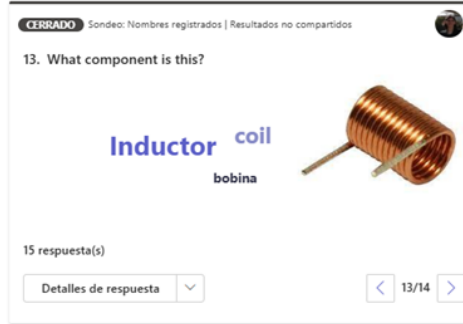 CERRADO Sondeo: Nombres registrados | Resultados no compartidos
13. What component is this?
Inductor coil
bobina
15 respuesta(s)
Detalles de respuesta
13/14